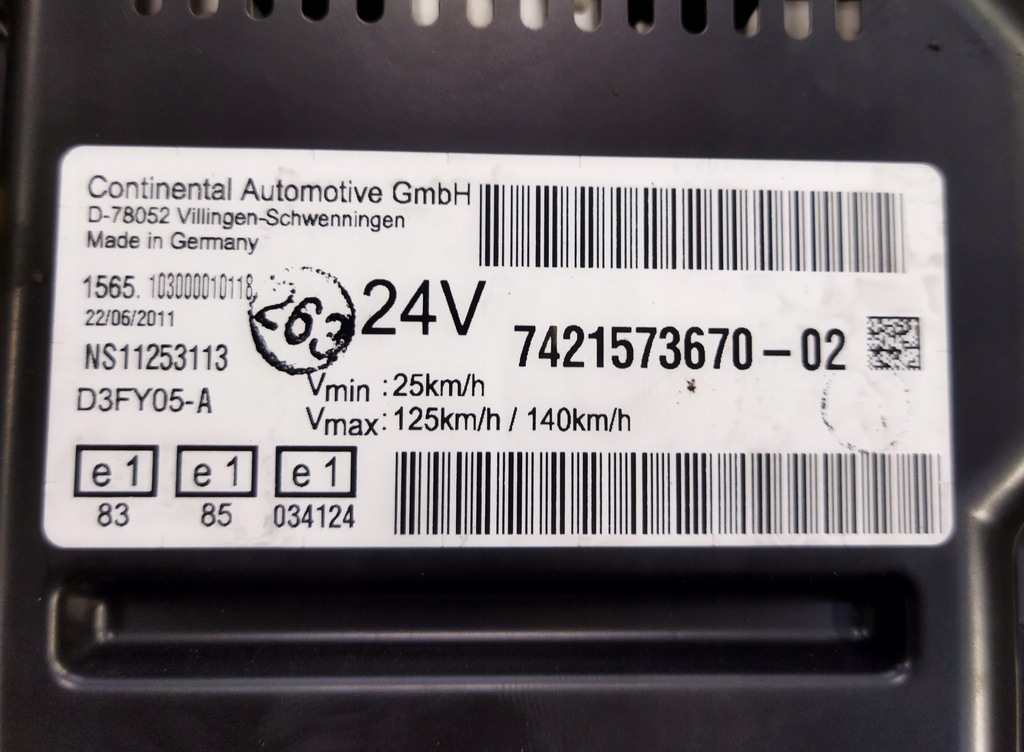 Continental Automotive GmbH
D-78052 Villingen-Schwenningen
Made in Germany
1565. 103000010118
22/06/2011
263
24V
NS11253113
7421573670-02
D3FY05-A
Vmin : 25km/h
Vmax: 125km/h / 140km/h
e 1 e 1 e 1
83 85 034124